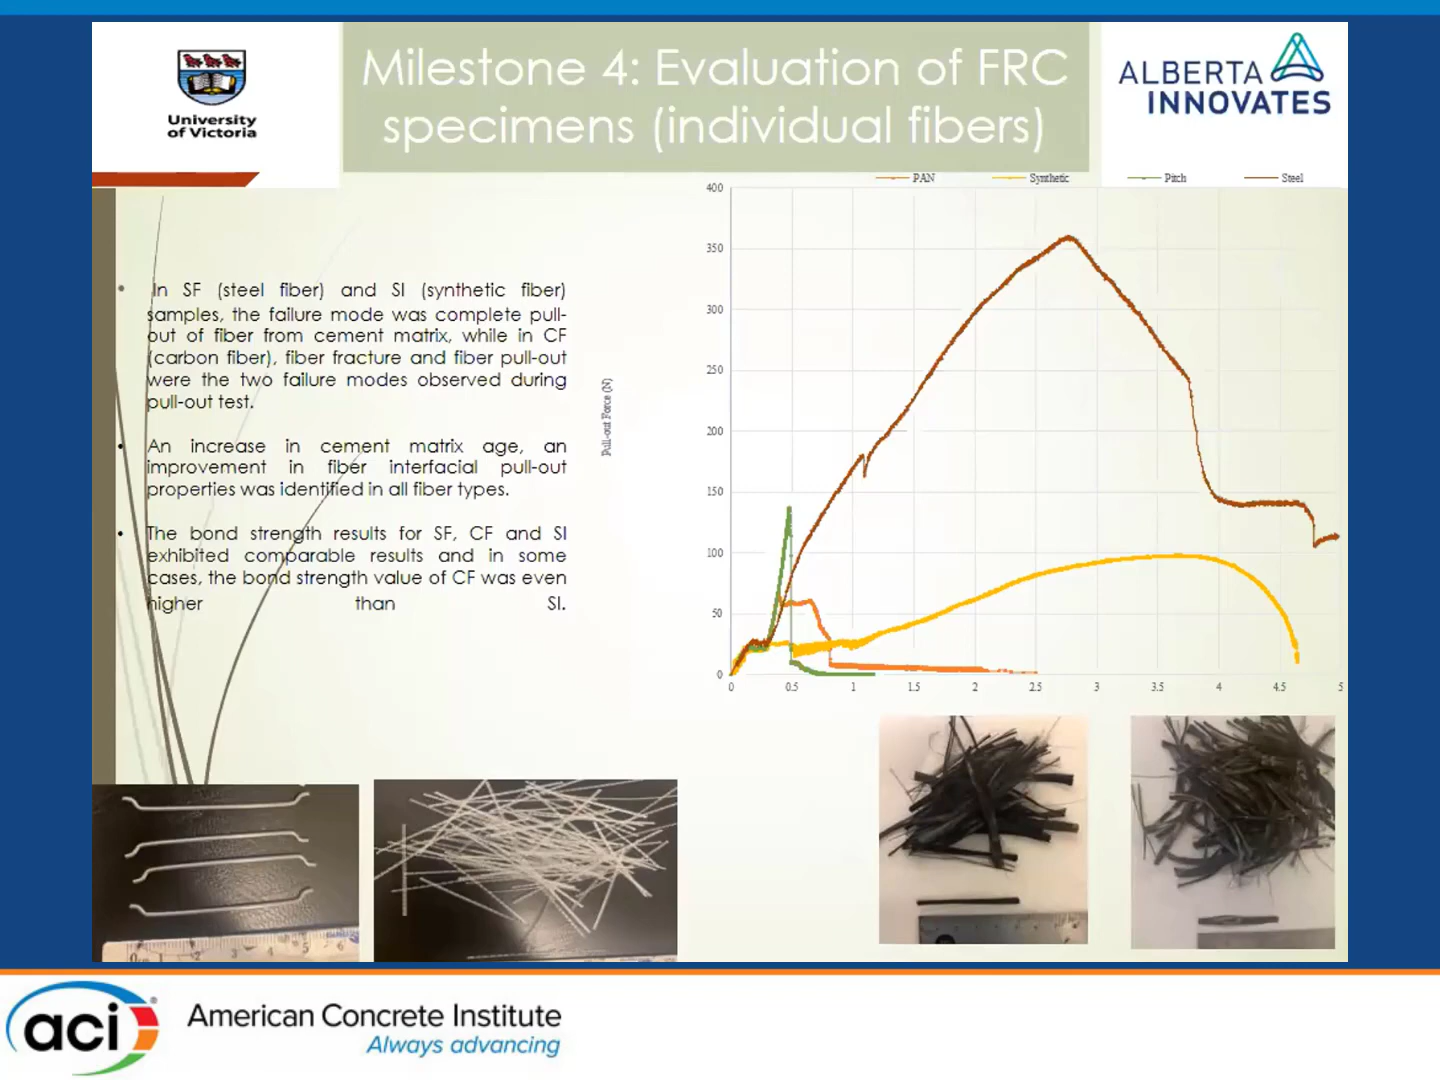 University
of Victoria
Milestone 4: Evaluation of FRC
specimens (individual fibers)
ALBERTA
INNOVATES
• In SF (steel fiber) and SI (synthetic fiber)
samples, the failure mode was complete pull-
out of fiber from cement matrix, while in CF
(carbon fiber), fiber fracture and fiber pull-out
were the two failure modes observed during
pull-out test.
• An increase in cement matrix age, an
improvement in fiber interfacial pull-out
properties was identified in all fiber types.
• The bond strength results for SF, CF and SI
exhibited comparable results and in some
cases, the bond strength value of CF was even
higher than SI.
PAN Synthetic Pitch Steel
Pull-out Force (N)
400
350
300
250
200
150
100
50
0
0 0.5 1 1.5 2 2.5 3 3.5 4 4.5 5
aci
American Concrete Institute
Always advancing